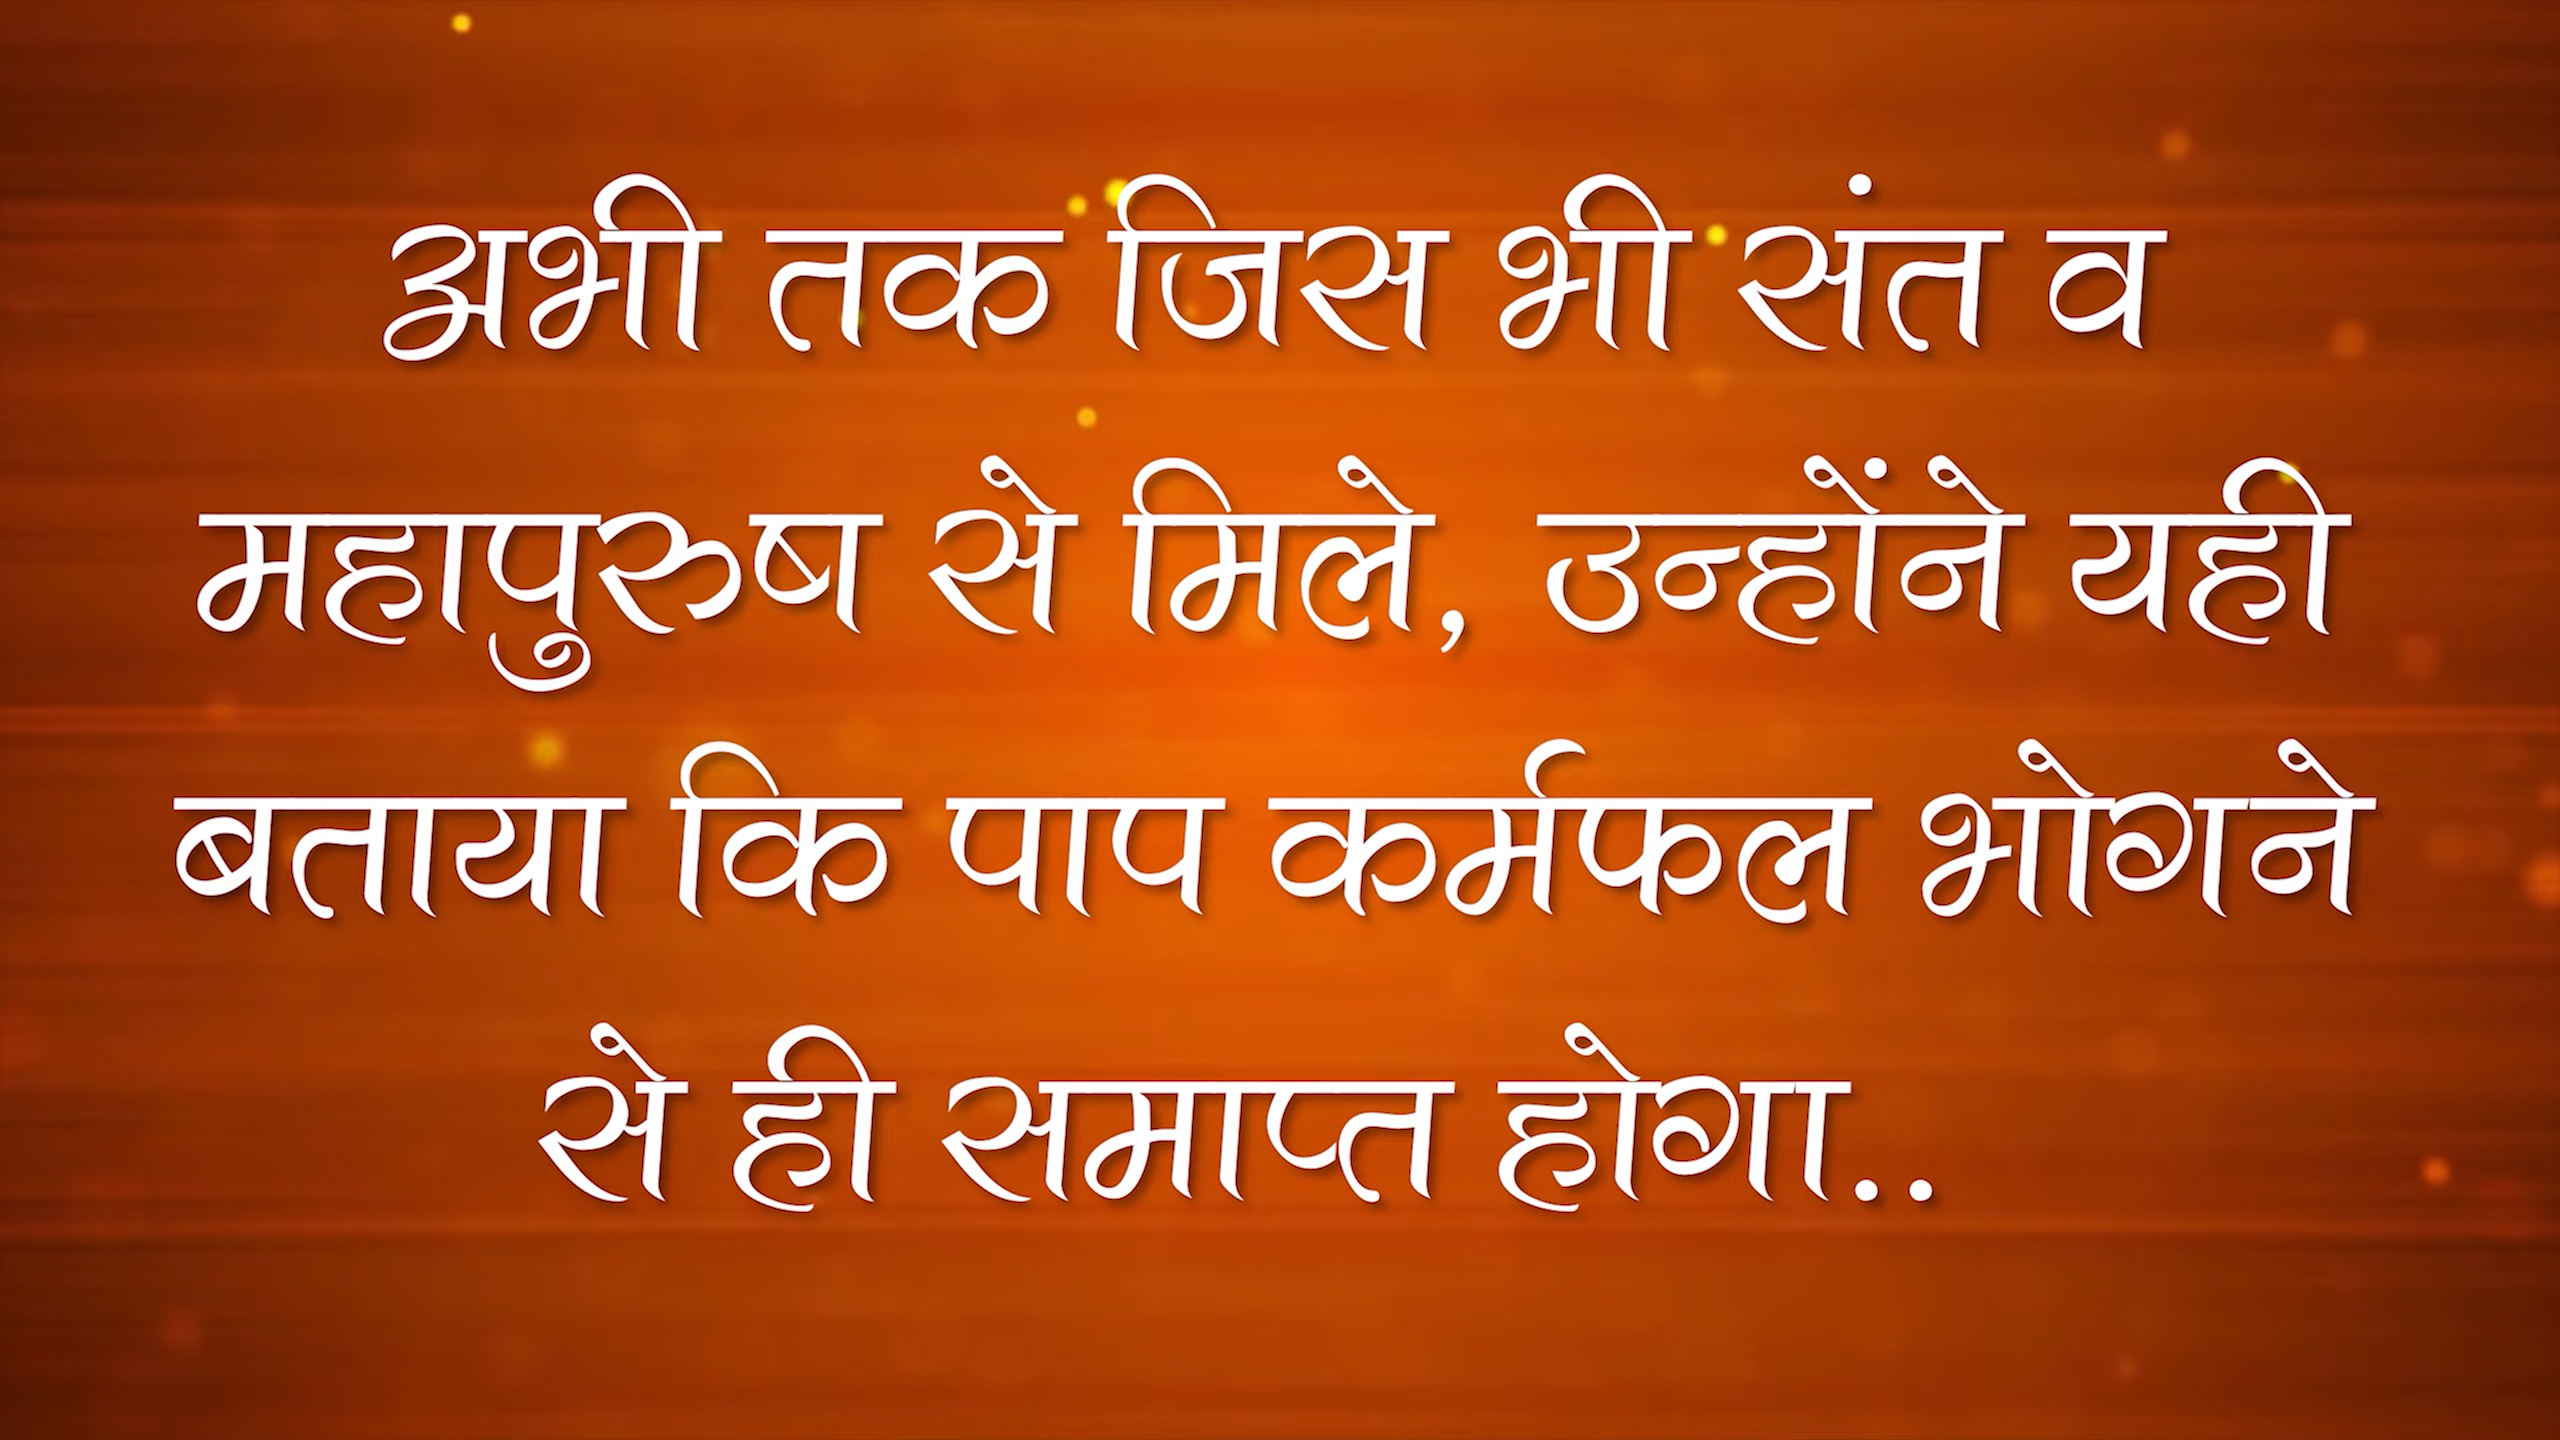 अभी तक जिस भी संत व
महापुरुष से मिले, उन्होंने यही
बताया कि पाप कर्मफल भोगने
से ही समाप्त होगा..